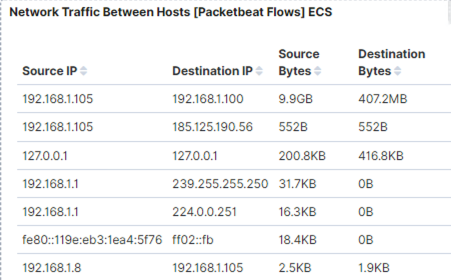 Network Traffic Between Hosts [Packetbeat Flows] ECS
Source Destination
Source IP Destination IP Bytes Bytes
192.168.1.105 192.168.1.100 9.9GB 407.2MB
192.168.1.105 185.125.190.56 552B 552B
127.0.0.1 127.0.0.1 200.8KB 416.8KB
192.168.1.1 239.255.255.250 31.7KB 0B
192.168.1.1 224.0.0.251 16.3KB 0B
fe80::119e:eb3:1ea4:5f76 ff02::fb 18.4KB 0B
192.168.1.8 192.168.1.105 2.5KB 1.9KB